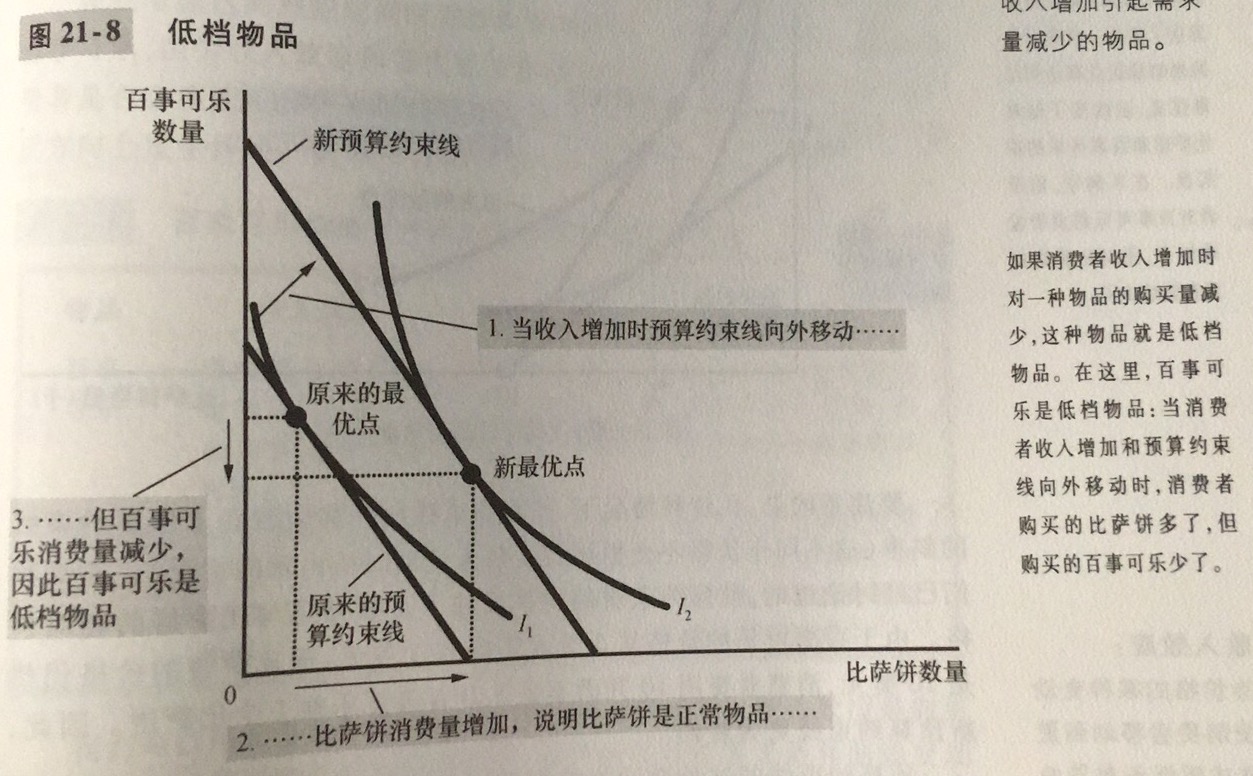 图 21-8 低档物品
百事可乐
数量
新预算约束线
1. 当收入增加时预算约束线向外移动……
原来的最
优点
新最优点
3. ……但百事可
乐消费量减少，
因此百事可乐是
低档物品
原来的预
算约束线
I₁
I₂
0
比萨饼数量
2. ……比萨饼消费量增加，说明比萨饼是正常物品……
收入增加引起需求
量减少的物品。
如果消费者收入增加时
对一种物品的购买量减
少，这种物品就是低档
物品。在这里，百事可
乐是低档物品：当消费
者收入增加和预算约束
线向外移动时，消费者
购买的比萨饼多了，但
购买的百事可乐少了。